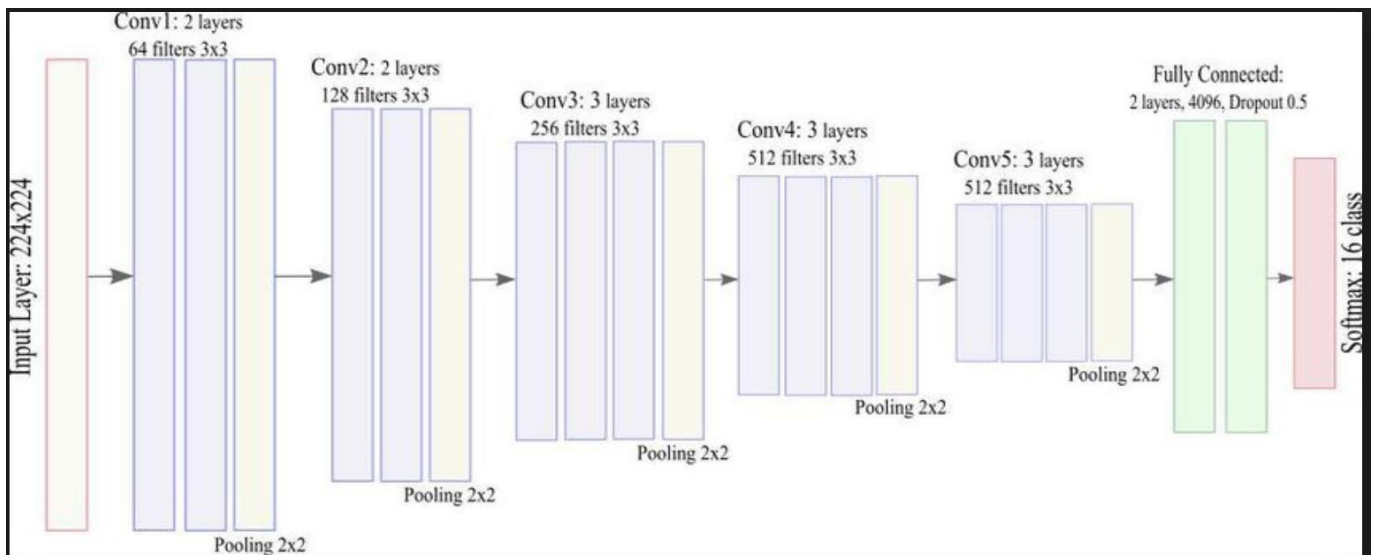 Input Layer: 224x224
Conv1: 2 layers
64 filters 3x3
Pooling 2x2
Conv2: 2 layers
128 filters 3x3
Pooling 2x2
Conv3: 3 layers
256 filters 3x3
Pooling 2x2
Conv4: 3 layers
512 filters 3x3
Pooling 2x2
Conv5: 3 layers
512 filters 3x3
Pooling 2x2
Fully Connected:
2 layers, 4096, Dropout 0.5
Softmax: 16 class